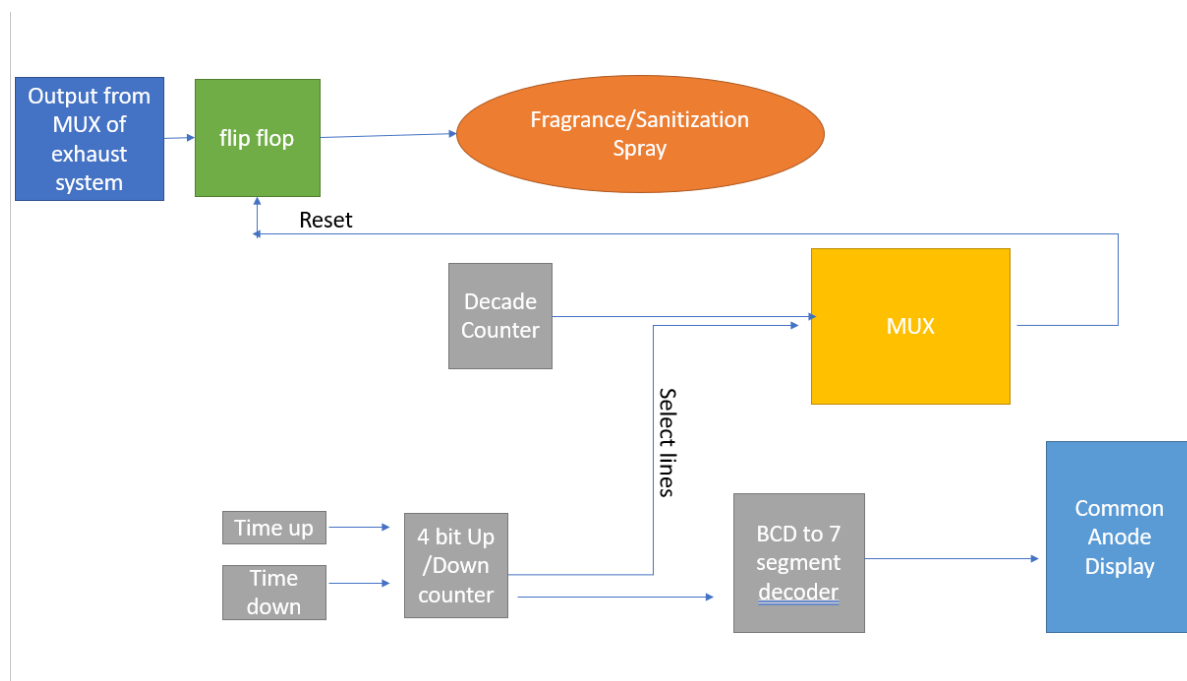 Output from
MUX of
exhaust
system
flip flop
Fragrance/Sanitization
Spray
Reset
Decade
Counter
MUX
Select lines
Time up
Time
down
4 bit Up
/Down
counter
BCD to 7
segment
decoder
Common
Anode
Display